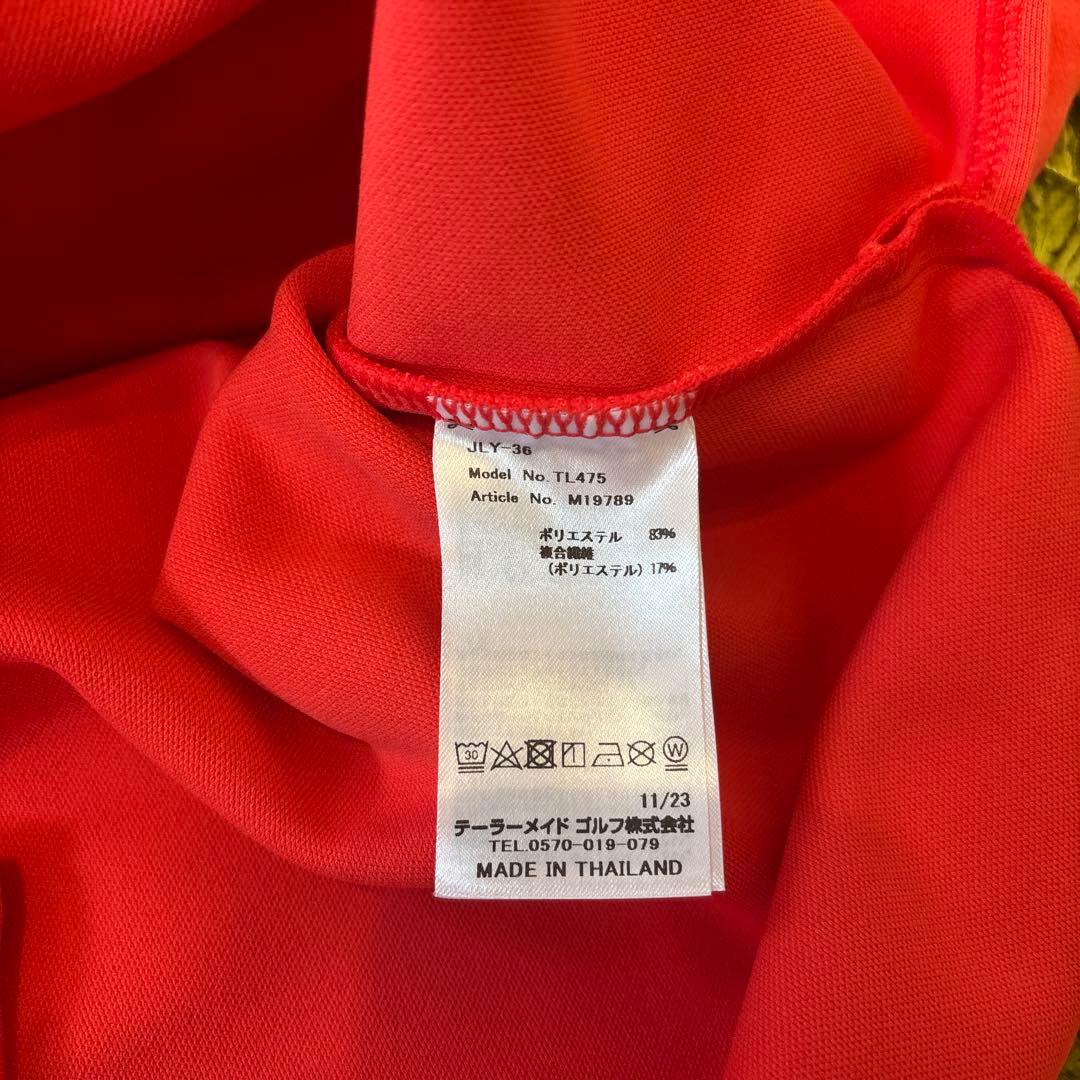 JLY-36
Model No. TL475
Article No. M19789
ポリエステル 83%
複合繊維
(ポリエステル) 17%
30
W
11/23
テーラーメイド ゴルフ株式会社
TEL.0570-019-079
MADE IN THAILAND